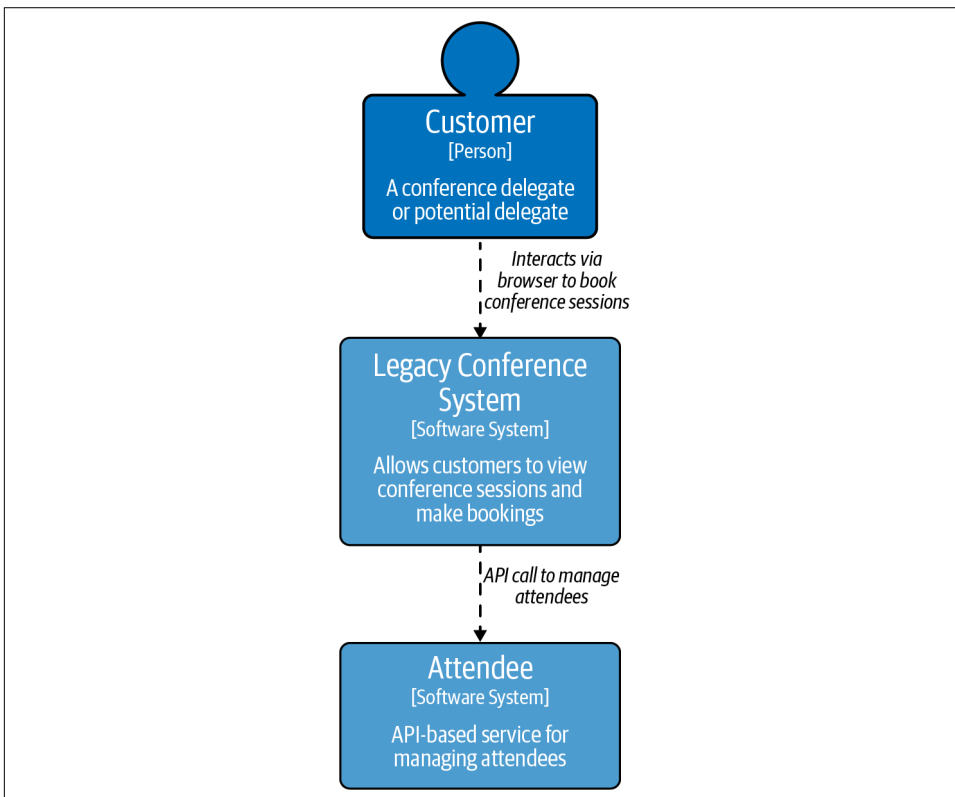 Customer
[Person]
A conference delegate
or potential delegate
Interacts via
browser to book
conference sessions
Legacy Conference
System
[Software System]
Allows customers to view
conference sessions and
make bookings
API call to manage
attendees
Attendee
[Software System]
API-based service for
managing attendees